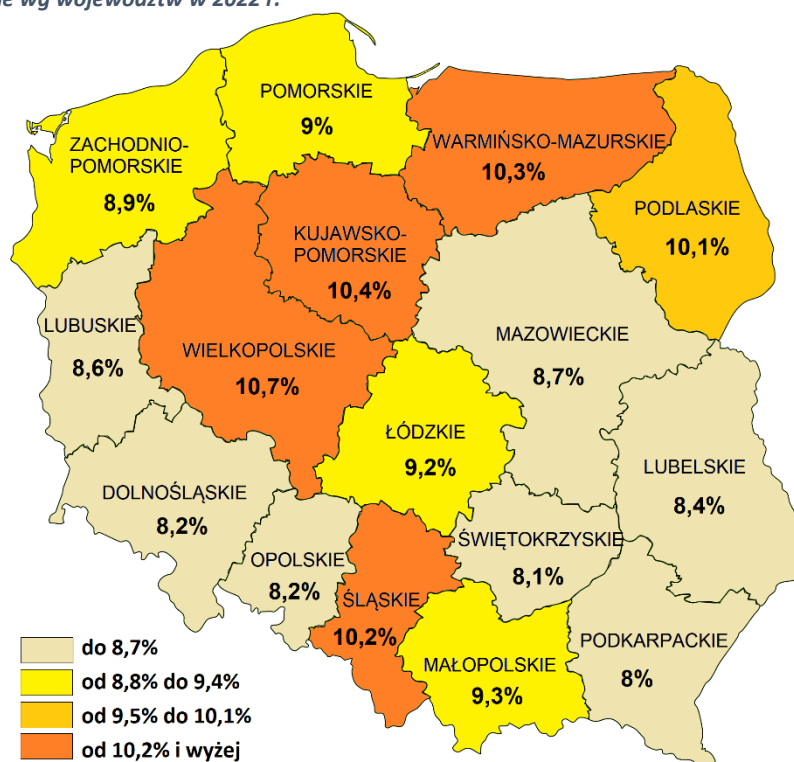 wg województw w 2022 r.
POMORSKIE
9%
ZACHODNIO-
POMORSKIE
8,9%
WARMIŃSKO-MAZURSKIE
10,3%
PODLASKIE
10,1%
KUJAWSKO-
POMORSKIE
10,4%
LUBUSKIE
8,6%
WIELKOPOLSKIE
10,7%
MAZOWIECKIE
8,7%
ŁÓDZKIE
9,2%
LUBELSKIE
8,4%
DOLNOŚLĄSKIE
8,2%
OPOLSKIE
8,2%
ŚLĄSKIE
10,2%
ŚWIĘTOKRZYSKIE
8,1%
MAŁOPOLSKIE
9,3%
PODKARPACKIE
8%
do 8,7%
od 8,8% do 9,4%
od 9,5% do 10,1%
od 10,2% i wyżej